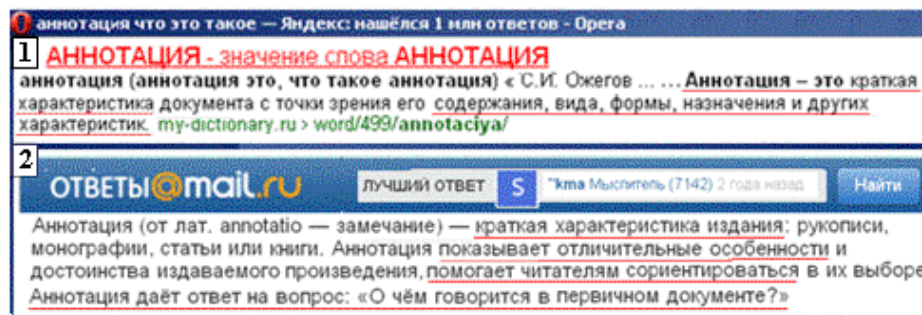 аннотация что это такое — Яндекс: нашёлся 1 млн ответов - Opera
1 АННОТАЦИЯ - значение слова АННОТАЦИЯ
аннотация (аннотация это, что такое аннотация) « С.И. Ожегов ... ... Аннотация – это краткая
характеристика документа с точки зрения его содержания, вида, формы, назначения и других
характеристик. my-dictionary.ru > word/499/annotaciya/
2
ОТВЕТЫ@mail.ru ЛУЧШИЙ ОТВЕТ S "kma Мыслитель (7142) 2 года назад Найти
Аннотация (от лат. annotatio — замечание) — краткая характеристика издания: рукописи,
монографии, статьи или книги. Аннотация показывает отличительные особенности и
достоинства издаваемого произведения, помогает читателям сориентироваться в их выборе
Аннотация даёт ответ на вопрос: «О чём говорится в первичном документе?»